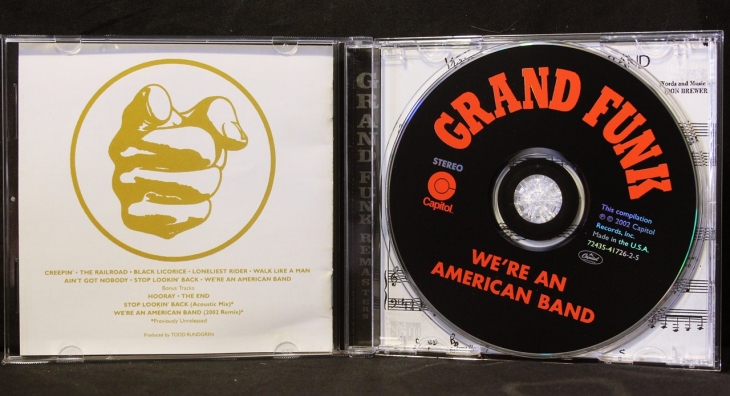 CREEPIN' • THE RAILROAD • BLACK LICORICE • LONELIEST RIDER • WALK LIKE A MAN
AIN'T GOT NOBODY • STOP LOOKIN' BACK • WE'RE AN AMERICAN BAND
Bonus Tracks
HOORAY • THE END
STOP LOOKIN' BACK (Acoustic Mix)*
WE'RE AN AMERICAN BAND (2002 Remix)*
*Previously Unreleased
Produced by TODD RUNDGREN
GRAND FUNK REMASTERS
GRAND FUNK
STEREO
Capitol
This compilation
℗ © 2002 Capitol
Records, Inc.
Made in the U.S.A.
72435-41726-2-5
Capitol
WE'RE AN
AMERICAN BAND
Words and Music
DON BREWER